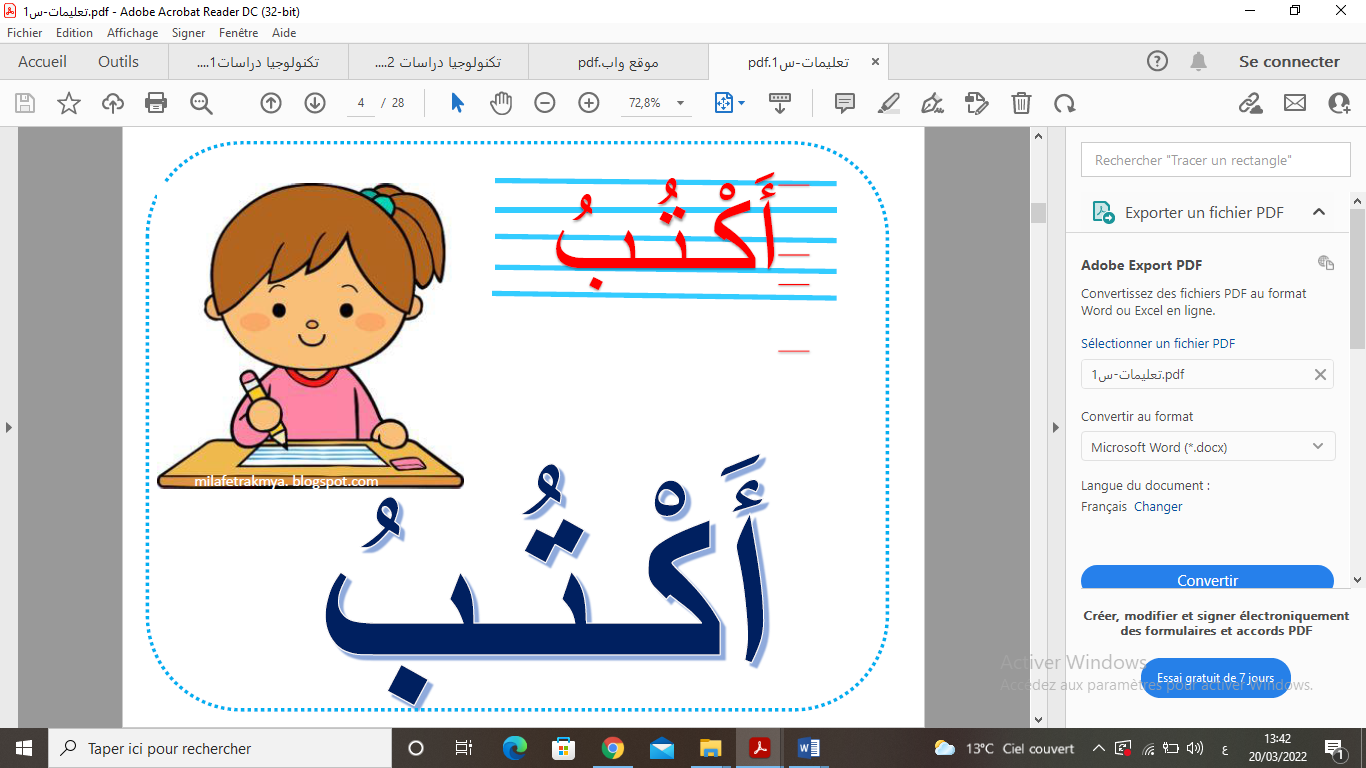 تعليمات-س1.pdf - Adobe Acrobat Reader DC (32-bit)
Fichier Edition Affichage Signer Fenêtre Aide
Accueil Outils تكنولوجيا دراسات1.... تكنولوجيا دراسات 2... موقع واب.pdf تعليمات-س1.pdf × Se connecter
4 / 28 72,8%
أَكْتُبُ
milafetrakmya. blogspot.com
أَكْتُبُ
Rechercher "Tracer un rectangle"
Exporter un fichier PDF
Adobe Export PDF
Convertissez des fichiers PDF au format
Word ou Excel en ligne.
Sélectionner un fichier PDF
تعليمات-س1.pdf
Convertir au format
Microsoft Word (*.docx)
Langue du document :
Français Changer
Convertir
Créer, modifier et signer électroniquement
des formulaires et accords PDF
Essai gratuit de 7 jours
Activer Windows
Accédez aux paramètres pour activer Windows.
Taper ici pour rechercher
13°C Ciel couvert
ع
13:42
20/03/2022
1